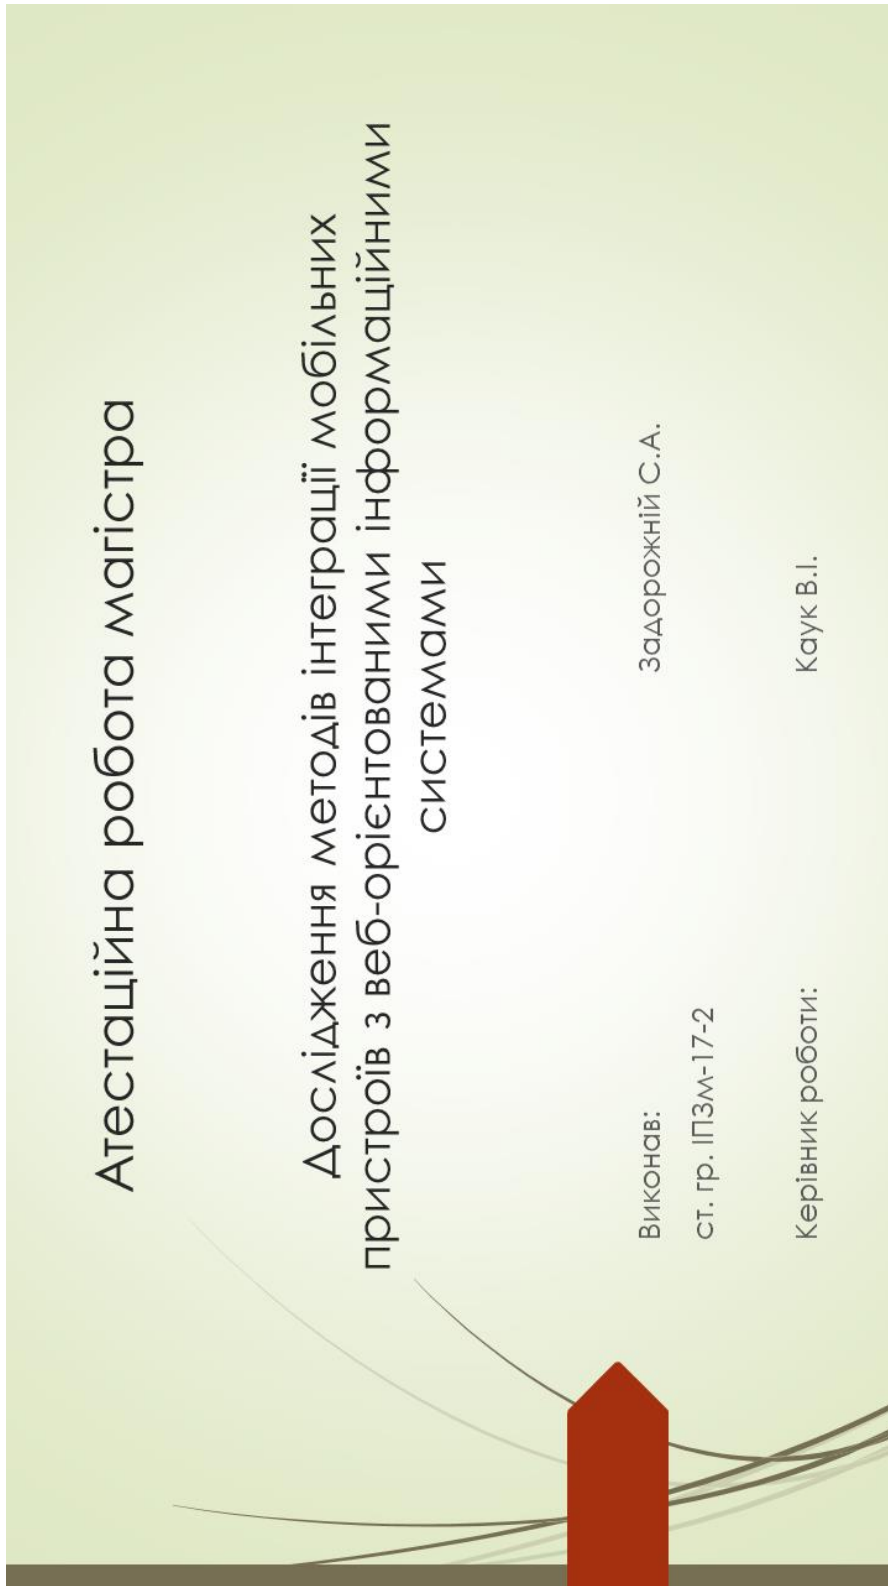 Атестаційна робота магістра
Дослідження методів інтеграції мобільних
пристроїв з веб-орієнтованими інформаційними
системами
Виконав:
ст. гр. ІПЗм-17-2
Задорожній С.А.
Керівник роботи:
Каук В.І.